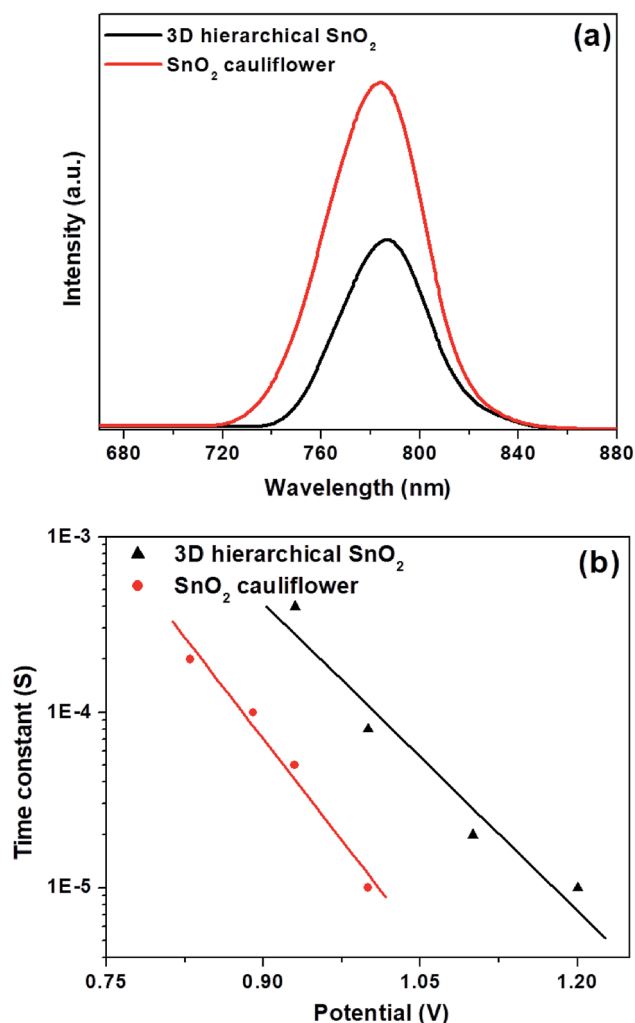 3D hierarchical SnO₂
SnO₂ cauliflower
(a)
Intensity (a.u.)
680 720 760 800 840 880
Wavelength (nm)
1E-3
3D hierarchical SnO₂
SnO₂ cauliflower
(b)
1E-4
1E-5
Time constant (S)
0.75 0.90 1.05 1.20
Potential (V)